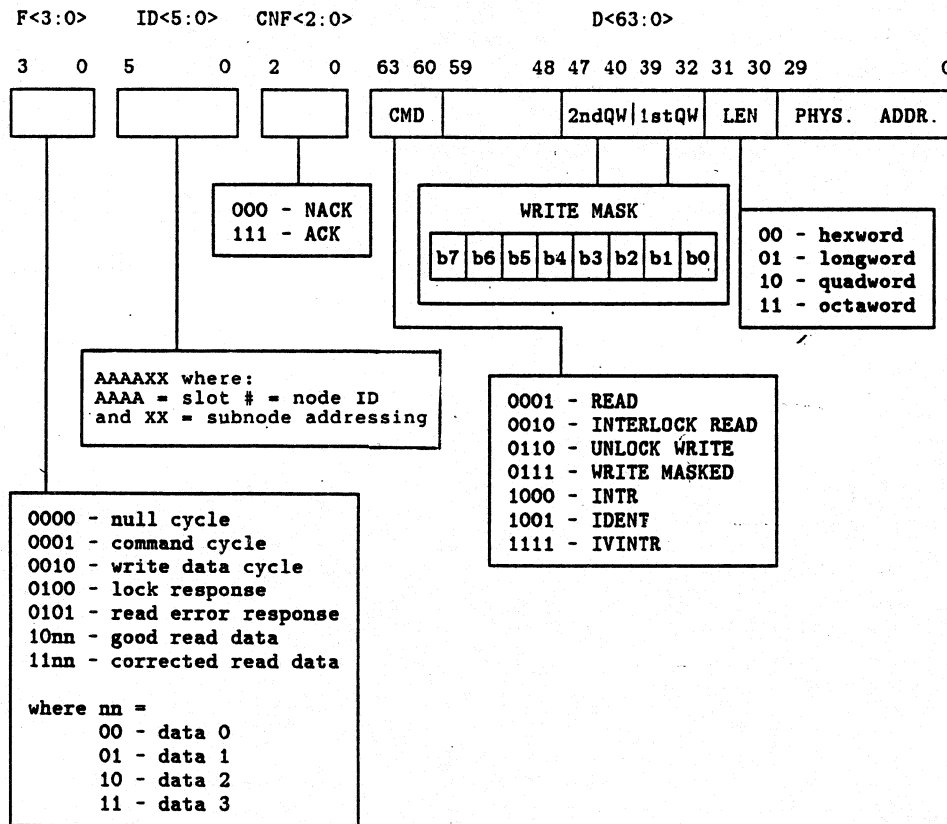 F<3:0> ID<5:0> CNF<2:0> D<63:0>
3 0 5 0 2 0 63 60 59 48 47 40 39 32 31 30 29 0
CMD 2ndQW 1stQW LEN PHYS. ADDR.
000 - NACK
111 - ACK
WRITE MASK
b7 b6 b5 b4 b3 b2 b1 b0
00 - hexword
01 - longword
10 - quadword
11 - octaword
AAAAXX where:
AAAA = slot # = node ID
and XX = subnode addressing
0001 - READ
0010 - INTERLOCK READ
0110 - UNLOCK WRITE
0111 - WRITE MASKED
1000 - INTR
1001 - IDENT
1111 - IVINTR
0000 - null cycle
0001 - command cycle
0010 - write data cycle
0100 - lock response
0101 - read error response
10nn - good read data
11nn - corrected read data
where nn =
00 - data 0
01 - data 1
10 - data 2
11 - data 3